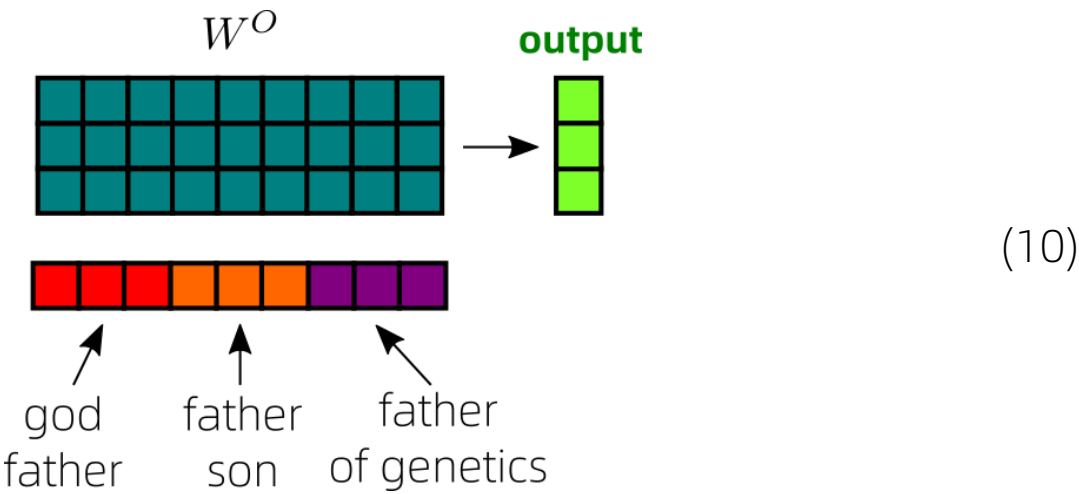 W^O
output
(10)
god
father
father
son
father
of genetics